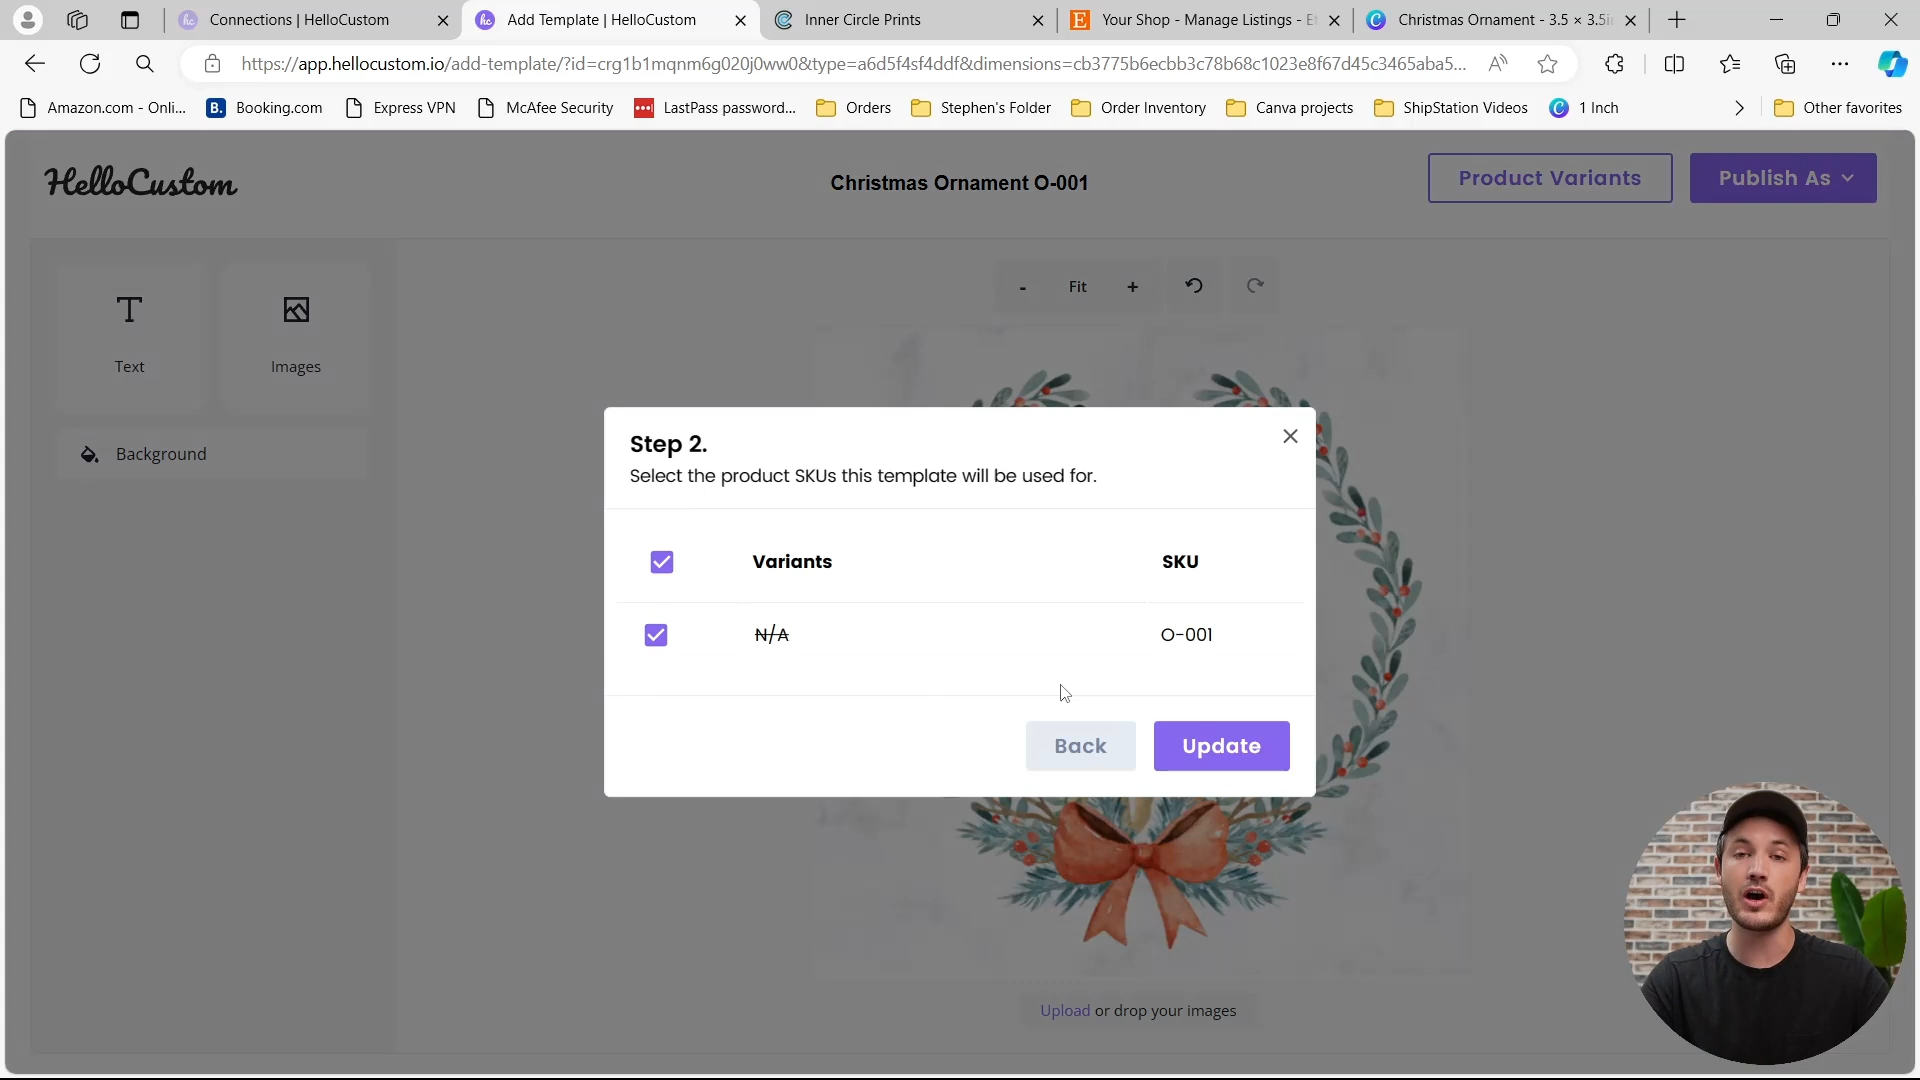 Connections | HelloCustom
Add Template | HelloCustom
Inner Circle Prints
Your Shop - Manage Listings - Et
Christmas Ornament - 3.5 × 3.5i
https://app.hellocustom.io/add-template/?id=crg1b1mqnm6g020j0ww0&type=a6d5f4sf4ddf&dimensions=cb3775b6ecbb3c78b68c1023e8f67d45c3465aba5...
Amazon.com - Onli...
Booking.com
Express VPN
McAfee Security
LastPass password...
Orders
Stephen's Folder
Order Inventory
Canva projects
ShipStation Videos
1 Inch
Other favorites
HelloCustom
Christmas Ornament O-001
Product Variants
Publish As
- Fit +
Text
Images
Background
Step 2.
Select the product SKUs this template will be used for.
Variants SKU
N/A O-001
Back
Update
Upload or drop your images